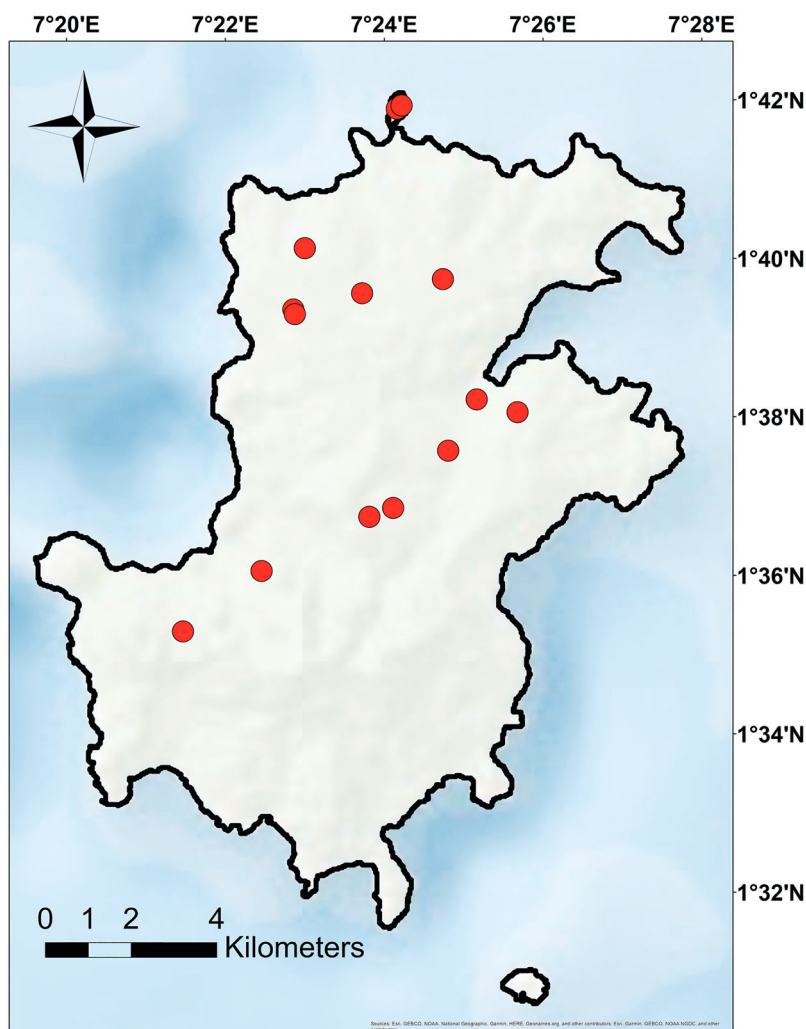 7°20'E 7°22'E 7°24'E 7°26'E 7°28'E
1°42'N
1°40'N
1°38'N
1°36'N
1°34'N
1°32'N
0 1 2 4
Kilometers
Sources: Esri, GEBCO, NOAA, National Geographic, Garmin, HERE, Geonames.org, and other contributors, Esri, Garmin, GEBCO, NOAA NGDC, and other